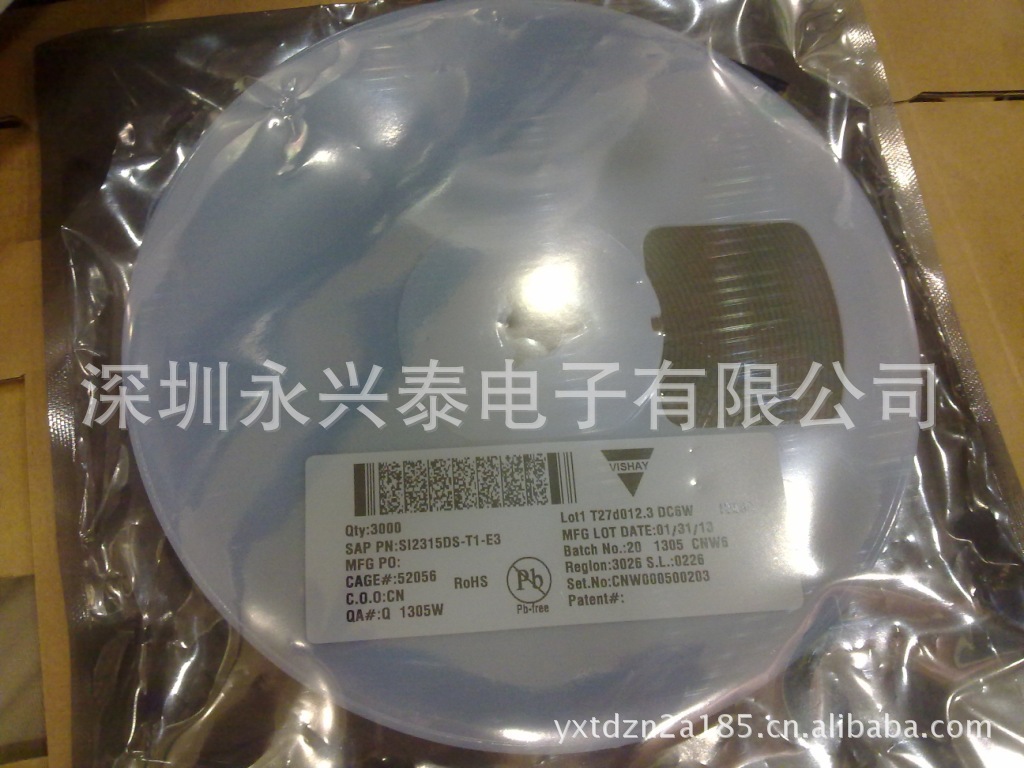 深圳永兴泰电子有限公司
VISHAY
Qty:3000
SAP PN:SI2315DS-T1-E3
MFG PO:
CAGE#:52056
C.O.O:CN
QA#:Q 1305W
RoHS
Pb
Pb-free
Lot1 T27d012.3 DC6W
MFG LOT DATE:01/31/13
Batch No.:20 1305 CNW9
Region:3026 S.L.:0226
Set.No:CNW000500203
Patent#:
yxtdzn2a185.cn.alibaba.com